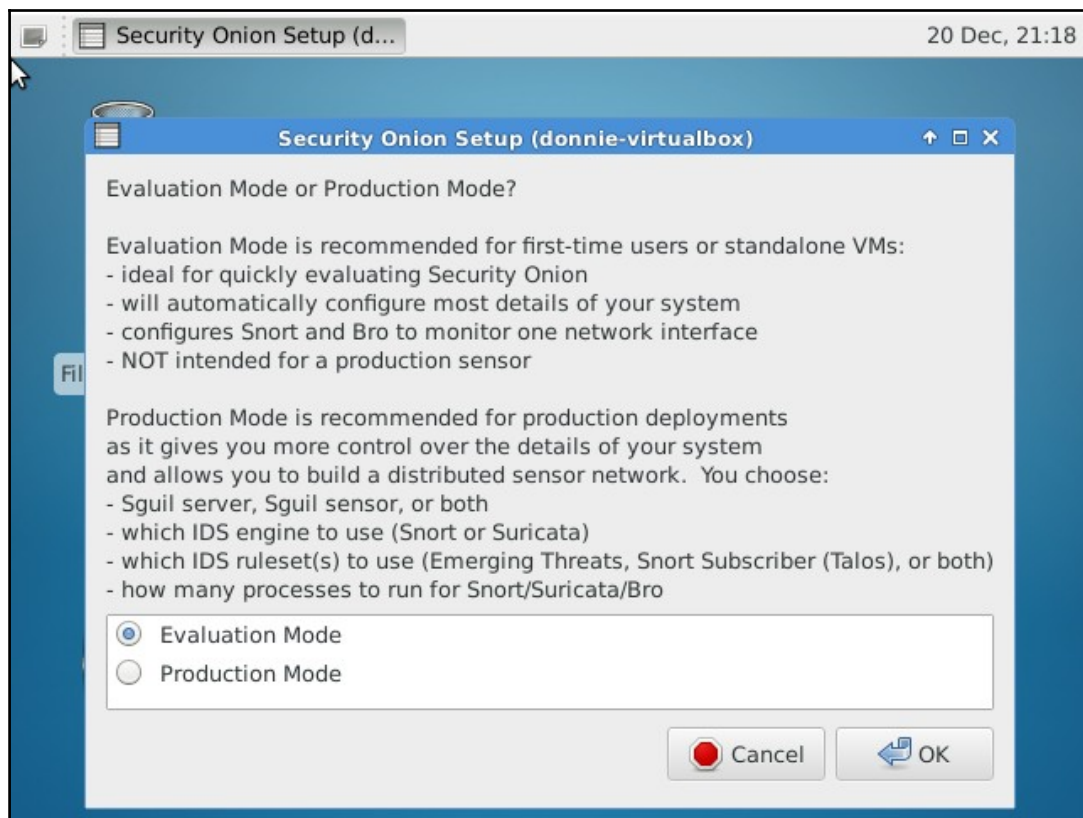 Security Onion Setup (d...
20 Dec, 21:18
Security Onion Setup (donnie-virtualbox)
Evaluation Mode or Production Mode?
Evaluation Mode is recommended for first-time users or standalone VMs:
- ideal for quickly evaluating Security Onion
- will automatically configure most details of your system
- configures Snort and Bro to monitor one network interface
- NOT intended for a production sensor
Fil
Production Mode is recommended for production deployments
as it gives you more control over the details of your system
and allows you to build a distributed sensor network.  You choose:
- Sguil server, Sguil sensor, or both
- which IDS engine to use (Snort or Suricata)
- which IDS ruleset(s) to use (Emerging Threats, Snort Subscriber (Talos), or both)
- how many processes to run for Snort/Suricata/Bro
Evaluation Mode
Production Mode
Cancel
OK